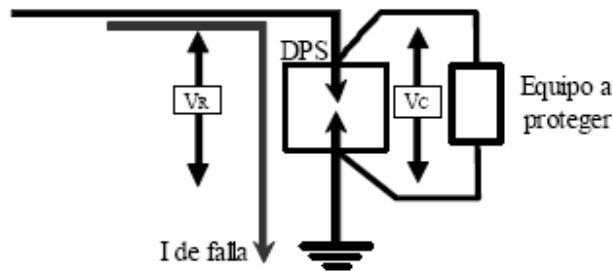 DPS
VR
VC
Equipo a
proteger
I de falla